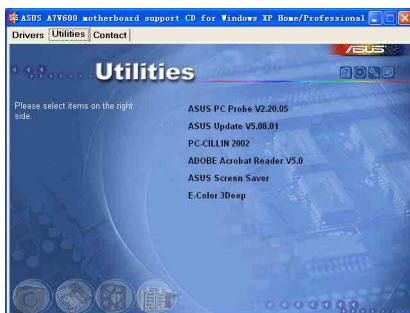 ASUS A7V600 motherboard support CD for Windows XP Home/Professional
Drivers Utilities Contact
ASUS
Utilities
Please select items on the right
side.
ASUS PC Probe V2.20.05
ASUS Update V5.08.01
PC-CILLIN 2002
ADOBE Acrobat Reader V5.0
ASUS Screen Saver
E-Color 3Deep